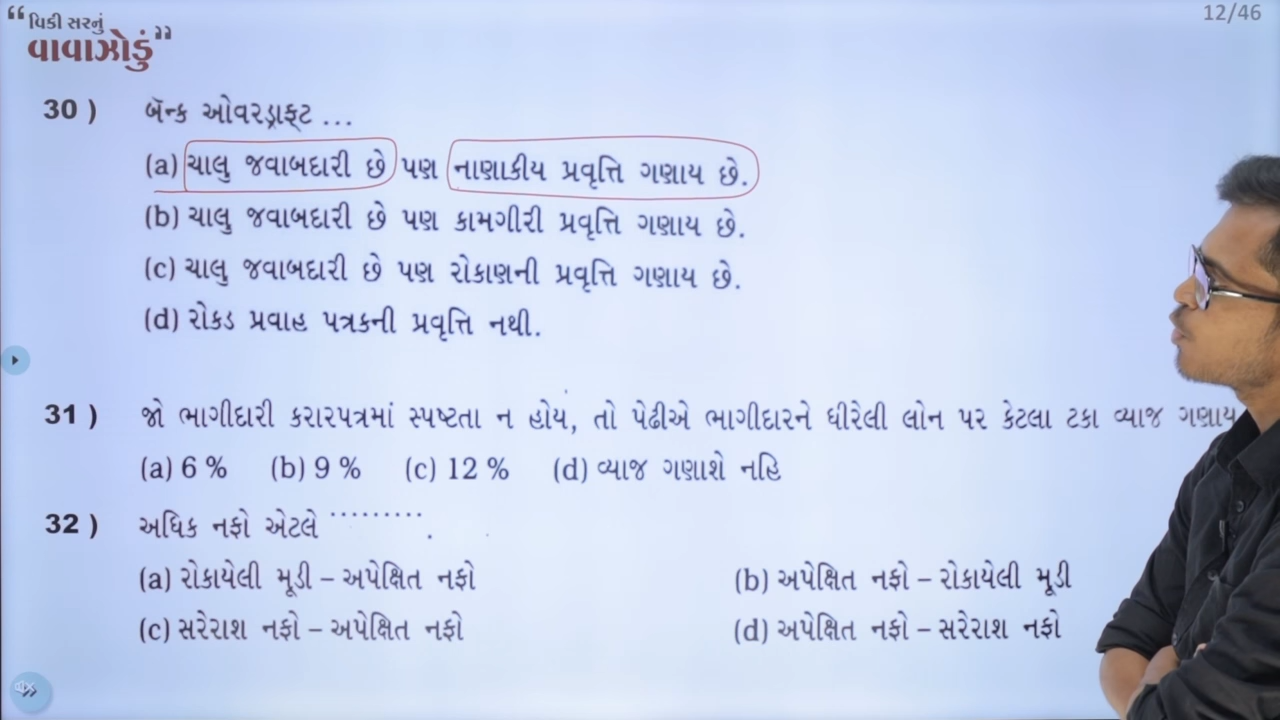 “ વિકી સરનું
વાવાઝોડું ”
12/46
30 ) બૅન્ક ઓવરડ્રાફ્ટ ...
(a) ચાલુ જવાબદારી છે પણ નાણાકીય પ્રવૃત્તિ ગણાય છે.
(b) ચાલુ જવાબદારી છે પણ કામગીરી પ્રવૃત્તિ ગણાય છે.
(c) ચાલુ જવાબદારી છે પણ રોકાણની પ્રવૃત્તિ ગણાય છે.
(d) રોકડ પ્રવાહ પત્રકની પ્રવૃત્તિ નથી.
31 ) જો ભાગીદારી કરારપત્રમાં સ્પષ્ટતા ન હોય, તો પેઢીએ ભાગીદારને ધીરેલી લોન પર કેટલા ટકા વ્યાજ ગણાય
(a) 6 % (b) 9 % (c) 12 % (d) વ્યાજ ગણાશે નહિ
32 ) અધિક નફો એટલે ......... .
(a) રોકાયેલી મૂડી – અપેક્ષિત નફો (b) અપેક્ષિત નફો – રોકાયેલી મૂડી
(c) સરેરાશ નફો – અપેક્ષિત નફો (d) અપેક્ષિત નફો – સરેરાશ નફો